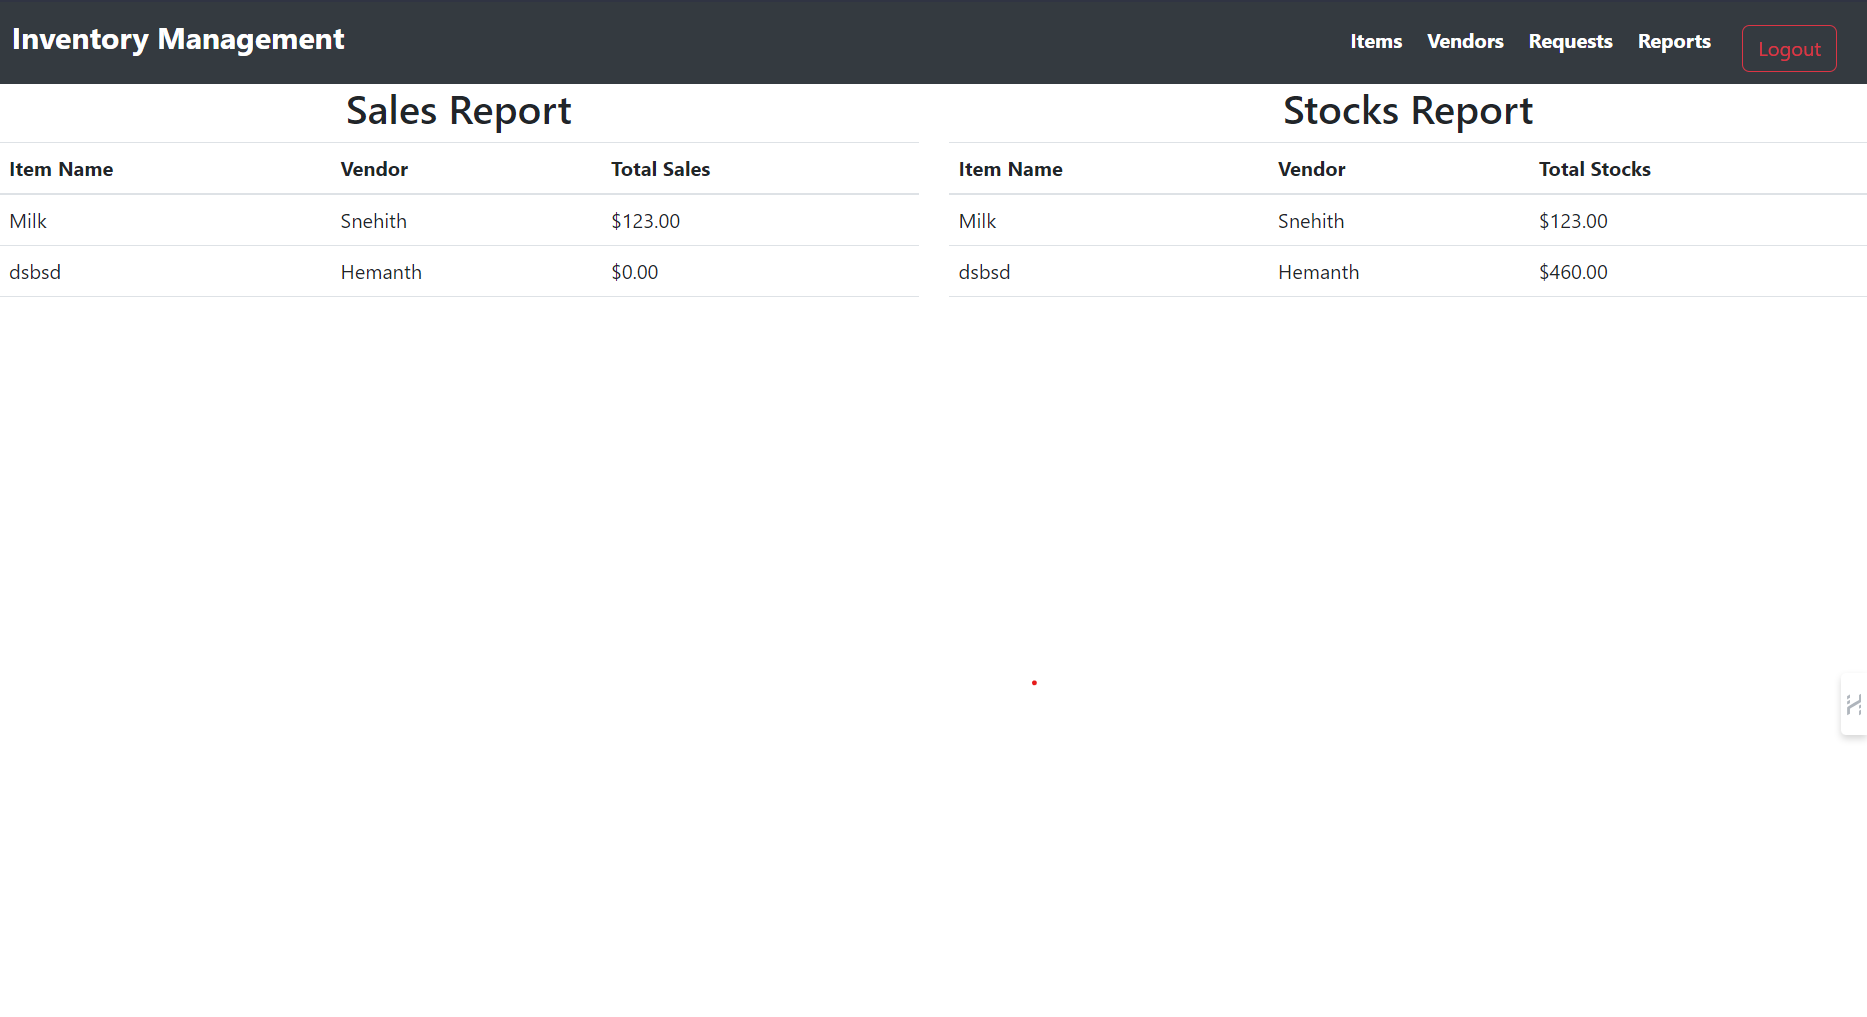 Inventory Management Items Vendors Requests Reports Logout
Sales Report
Item Name Vendor Total Sales
Milk Snehith $123.00
dsbsd Hemanth $0.00
Stocks Report
Item Name Vendor Total Stocks
Milk Snehith $123.00
dsbsd Hemanth $460.00